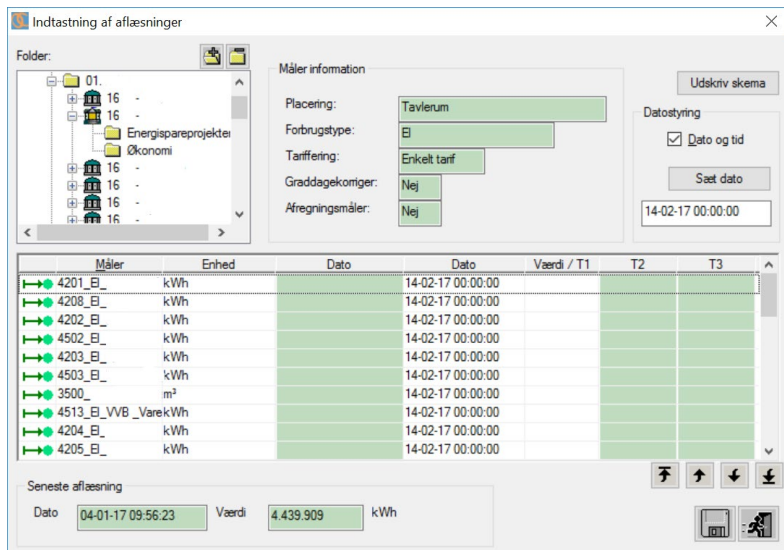 Indtastning af aflæsninger
Folder:
01.
16 -
16 -
Energispareprojekter
Økonomi
16 -
16 -
16 -
16 -
Måler information
Placering: Tavlerum
Forbrugstype: El
Tariffering: Enkelt tarif
Graddagekorriger: Nej
Afregningsmåler: Nej
Udskriv skema
Datostyring
Dato og tid
Sæt dato
14-02-17 00:00:00
Måler Enhed Dato Dato Værdi / T1 T2 T3
4201_El_ kWh 14-02-17 00:00:00
4208_El_ kWh 14-02-17 00:00:00
4202_El_ kWh 14-02-17 00:00:00
4502_El_ kWh 14-02-17 00:00:00
4203_El_ kWh 14-02-17 00:00:00
4503_El_ kWh 14-02-17 00:00:00
3500_ m³ 14-02-17 00:00:00
4513_El_VVB _Vare kWh 14-02-17 00:00:00
4204_El_ kWh 14-02-17 00:00:00
4205_El_ kWh 14-02-17 00:00:00
Seneste aflæsning
Dato 04-01-17 09:56:23 Værdi 4.439.909 kWh